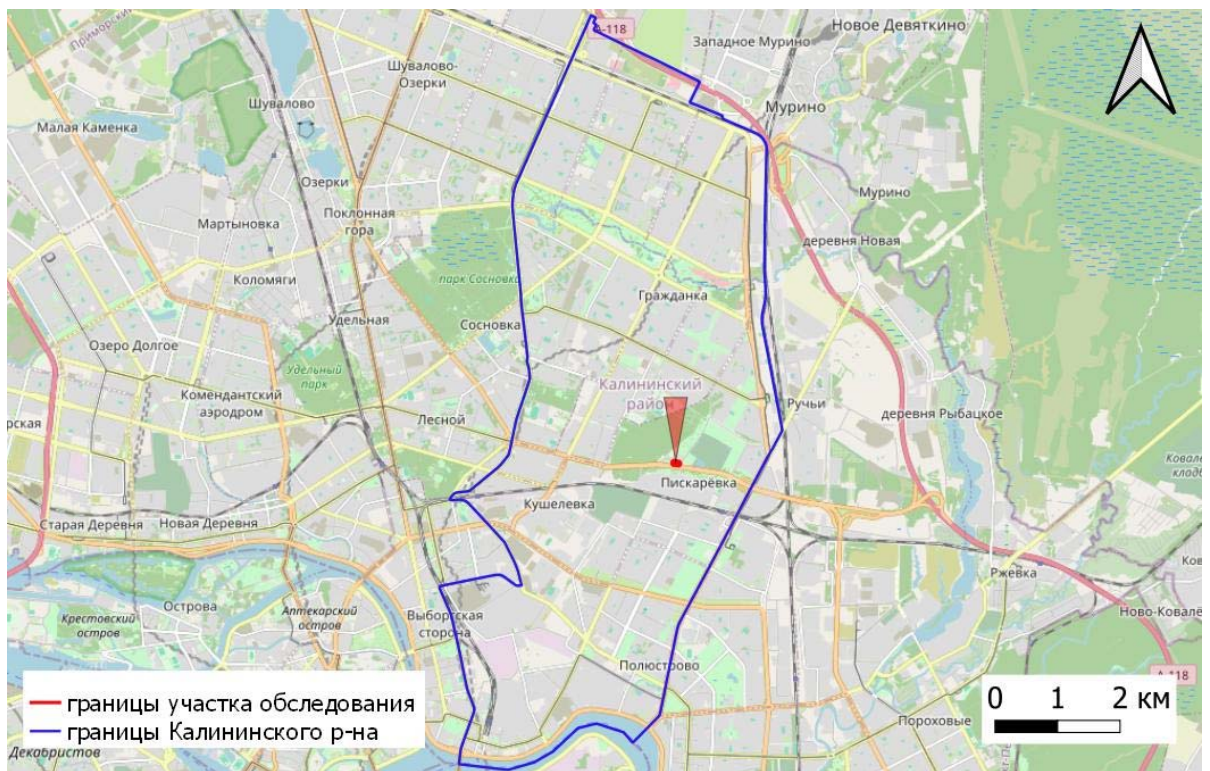 Приморский
А-118
Новое Девяткино
Западное Мурино
Шувалово-
Озерки
Шувалово
Мурино
Малая Каменка
Озерки
Мурино
Мартыновка
Поклонная
гора
деревня Новая
Коломяги
парк Сосновка
Гражданка
Удельная
Сосновка
Озеро Долгое
Удельный
парк
Калининский
район
Комендантский
аэродром
Ручьи
Лесной
деревня Рыбацкое
рская
Пискарёвка
Кушелевка
Старая Деревня
Новая Деревня
Ржевка
Острова
Аптекарский
остров
Крестовский
остров
Выборгская
сторона
Ново-Ковалё
Полюстрово
А-118
границы участка обследования
границы Калининского р-на
0 1 2 км
Пороховые
Декабристов